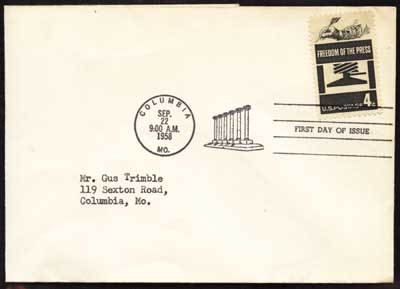 FREEDOM OF THE PRESS
U.S. POSTAGE 4¢
COLUMBIA
SEP.
22
9:00 A.M.
1958
MO.
FIRST DAY OF ISSUE
Mr. Gus Trimble
119 Sexton Road,
Columbia, Mo.